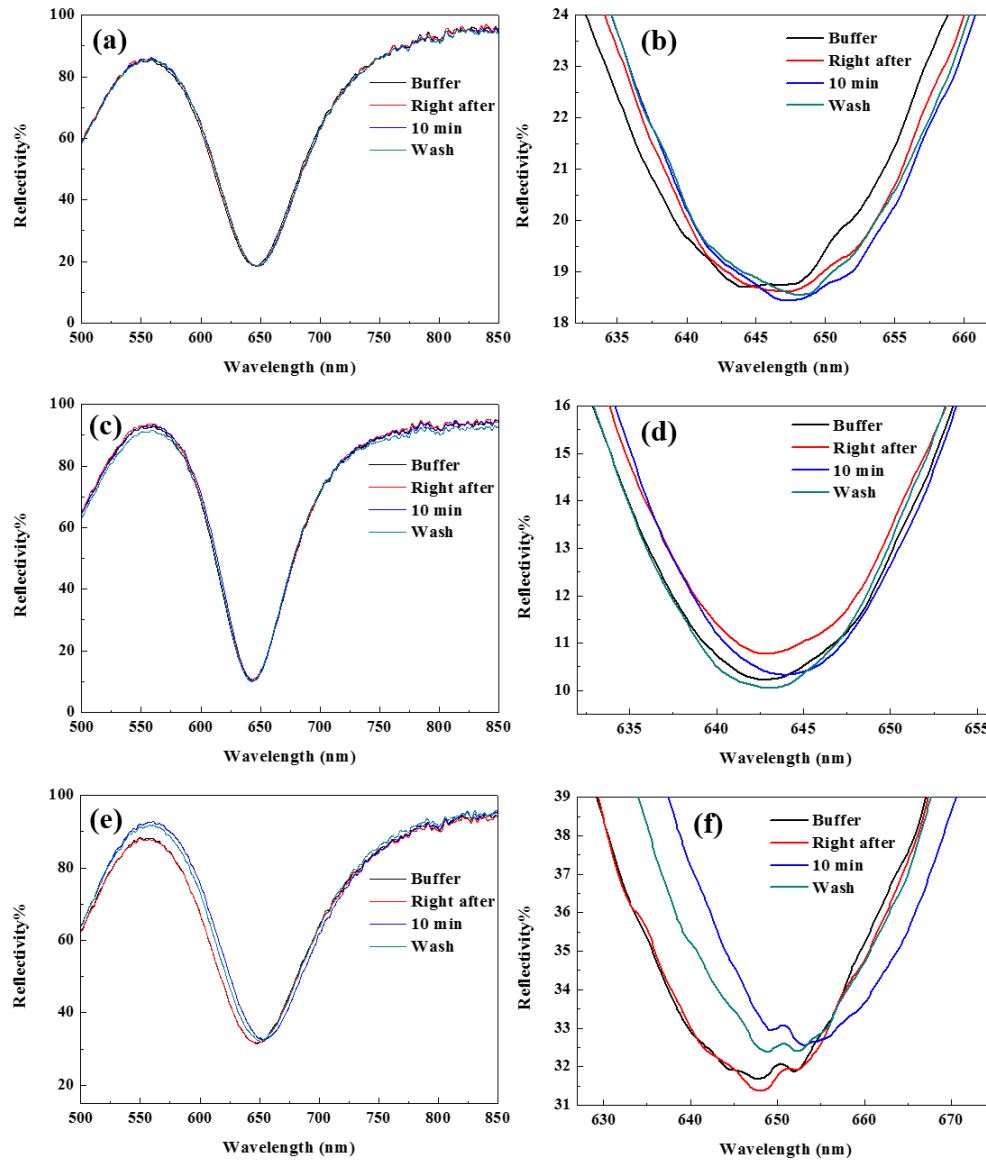 (a)
Buffer
Right after
10 min
Wash
100
80
60
40
20
0
Reflectivity%
500 550 600 650 700 750 800 850
Wavelength (nm)
(b)
Buffer
Right after
10 min
Wash
24
23
22
21
20
19
18
Reflectivity%
635 640 645 650 655 660
Wavelength (nm)
(c)
Buffer
Right after
10 min
Wash
100
80
60
40
20
0
Reflectivity%
500 550 600 650 700 750 800 850
Wavelength (nm)
(d)
Buffer
Right after
10 min
Wash
16
15
14
13
12
11
10
Reflectivity%
635 640 645 650 655
Wavelength (nm)
(e)
Buffer
Right after
10 min
Wash
100
80
60
40
20
Reflectivity%
500 550 600 650 700 750 800 850
Wavelength (nm)
(f)
Buffer
Right after
10 min
Wash
39
38
37
36
35
34
33
32
31
Reflectivity%
630 640 650 660 670
Wavelength (nm)